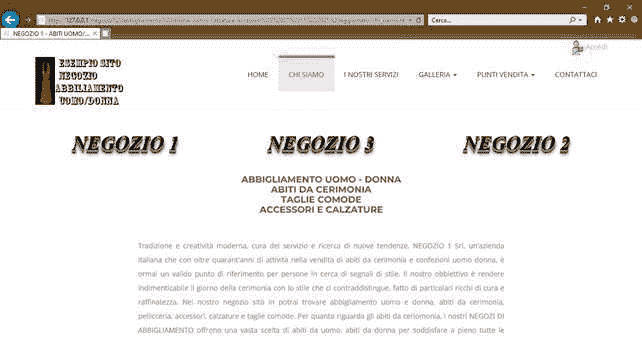 Cerca...
NEGOZIO 1 - ABITI UOMO/...
Accedi
ESEMPIO SITO
NEGOZIO
ABBILIAMENTO
UOMO/DONNA
HOME CHI SIAMO I NOSTRI SERVIZI GALLERIA PUNTI VENDITA CONTATTACI
NEGOZIO 1 NEGOZIO 3 NEGOZIO 2
ABBIGLIAMENTO UOMO - DONNA
ABITI DA CERIMONIA
TAGLIE COMODE
ACCESSORI E CALZATURE
Tradizione e creatività moderna, cura del servizio e ricerca di nuove tendenze. NEGOZIO 1 Srl, un'azienda
italiana che con oltre quarant'anni di attività nella vendita di abiti da cerimonia e confezioni uomo donna, è
ormai un valido punto di riferimento per persone in cerca di segnali di stile. Il nostro obbiettivo è rendere
indimenticabile il giorno della cerimonia con lo stile che ci contraddistingue, fatto di particolari ricchi di cura e
raffinatezza. Nel nostro negozio sito in potrai trovare abbigliamento uomo e donna, abiti da cerimonia,
pellicceria, accessori, calzature e taglie comode. Per quanto riguarda gli abiti da cerimonia, i nostri NEGOZI DI
ABBIGLIAMENTO offrono una vasta scelta di abiti da uomo, abiti da donna per soddisfare a pieno tutte le